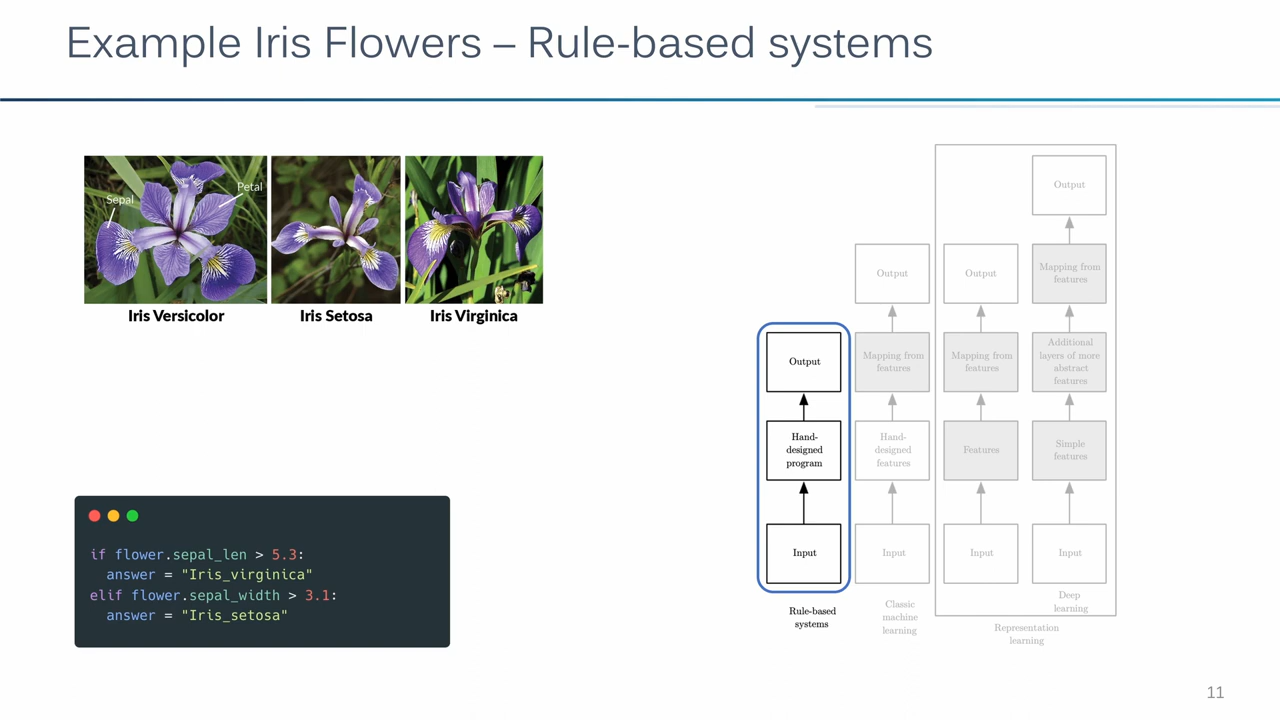 Example Iris Flowers – Rule-based systems
Sepal
Petal
Iris Versicolor
Iris Setosa
Iris Virginica
if flower.sepal_len > 5.3:
  answer = "Iris_virginica"
elif flower.sepal_width > 3.1:
  answer = "Iris_setosa"
Output
Hand-
designed
program
Input
Rule-based
systems
Output
Mapping from
features
Hand-
designed
features
Input
Classic
machine
learning
Output
Mapping from
features
Features
Input
Output
Mapping from
features
Additional
layers of more
abstract
features
Simple
features
Input
Deep
learning
Representation
learning
11